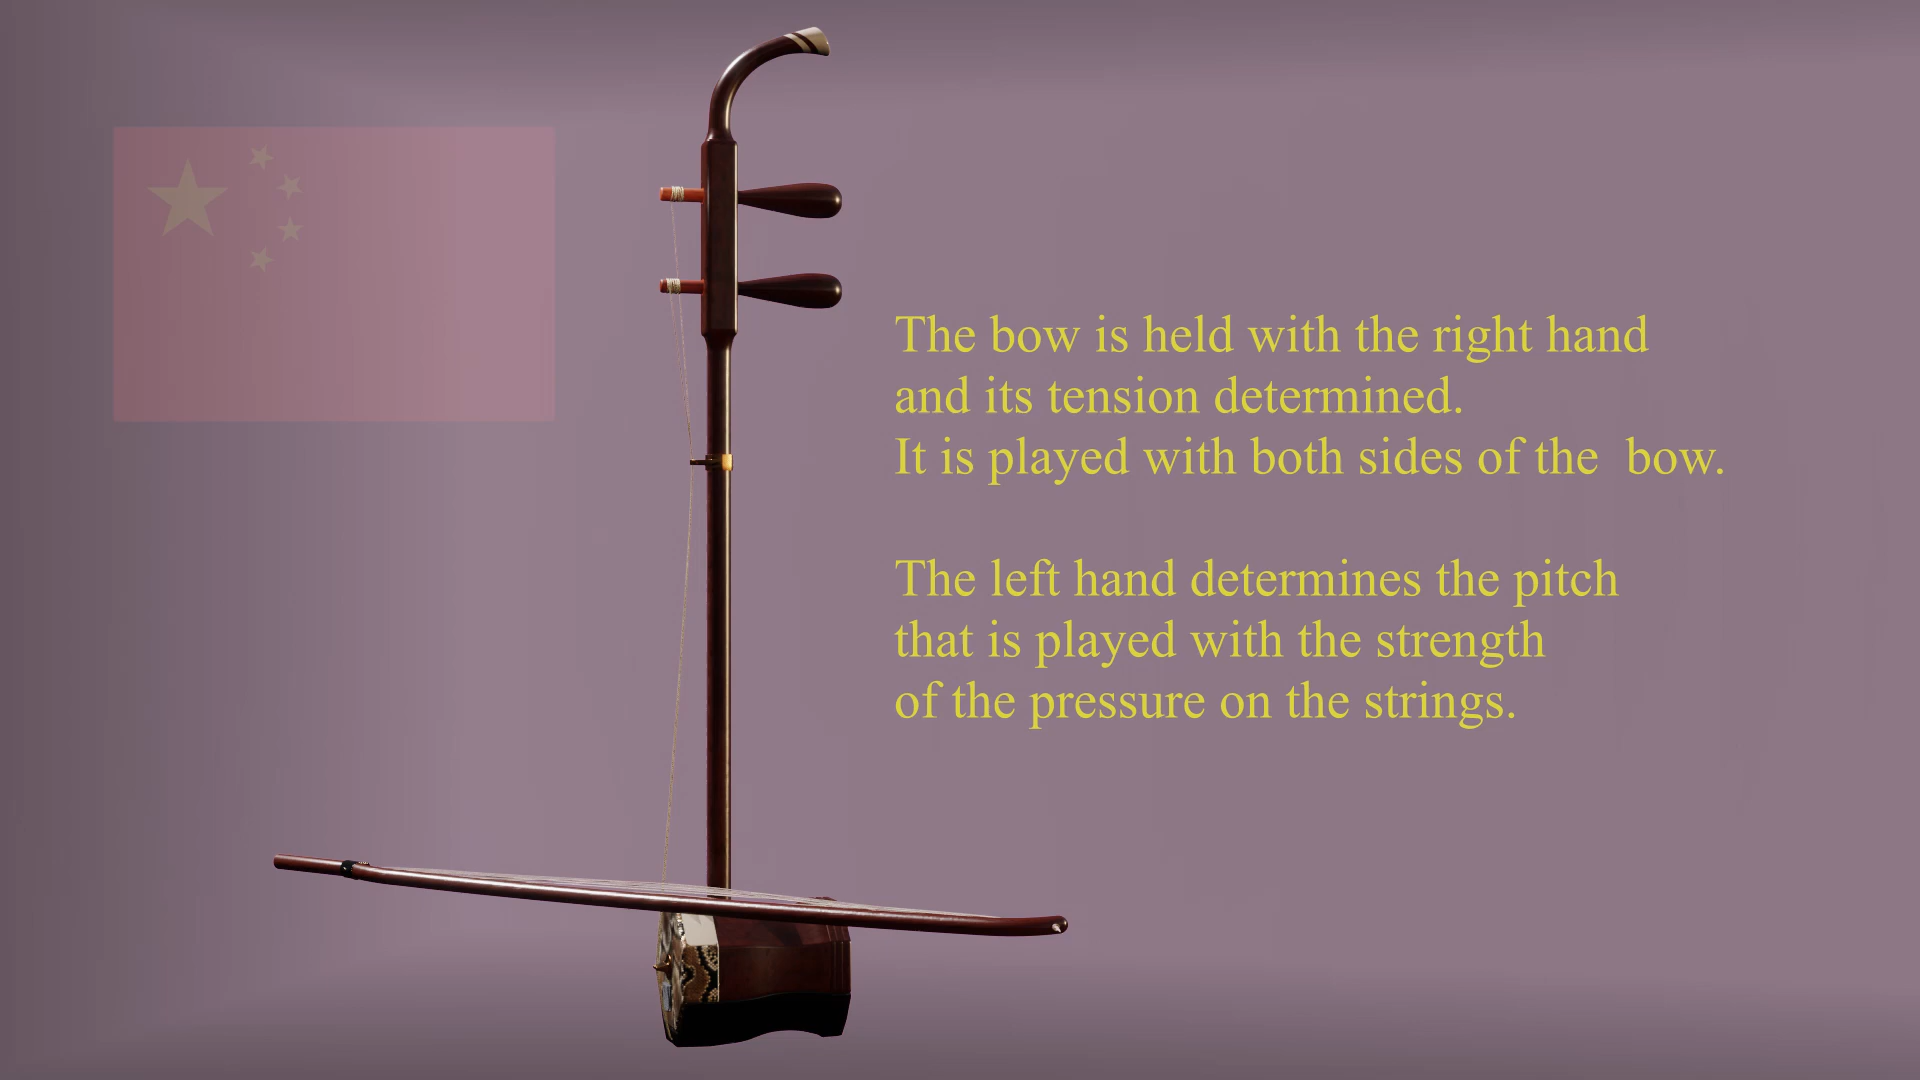 The bow is held with the right hand
and its tension determined.
It is played with both sides of the  bow.
The left hand determines the pitch
that is played with the strength
of the pressure on the strings.